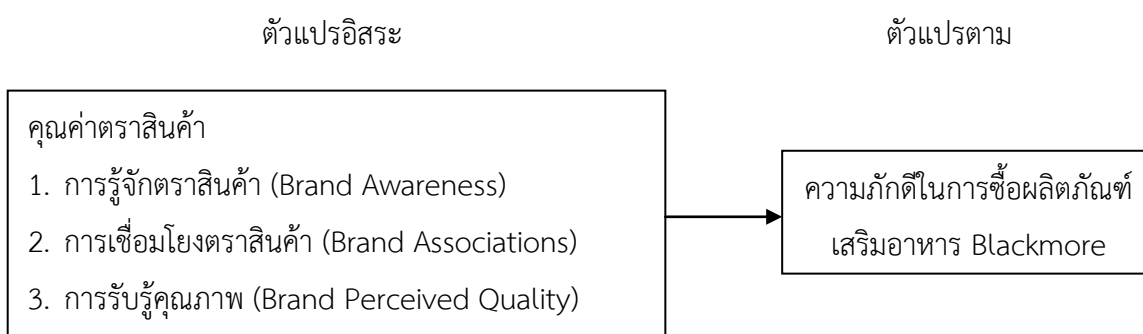 ตัวแปรอิสระ
ตัวแปรตาม
คุณค่าตราสินค้า
1. การรู้จักตราสินค้า (Brand Awareness)
2. การเชื่อมโยงตราสินค้า (Brand Associations)
3. การรับรู้คุณภาพ (Brand Perceived Quality)
ความภักดีในการซื้อผลิตภัณฑ์
เสริมอาหาร Blackmore